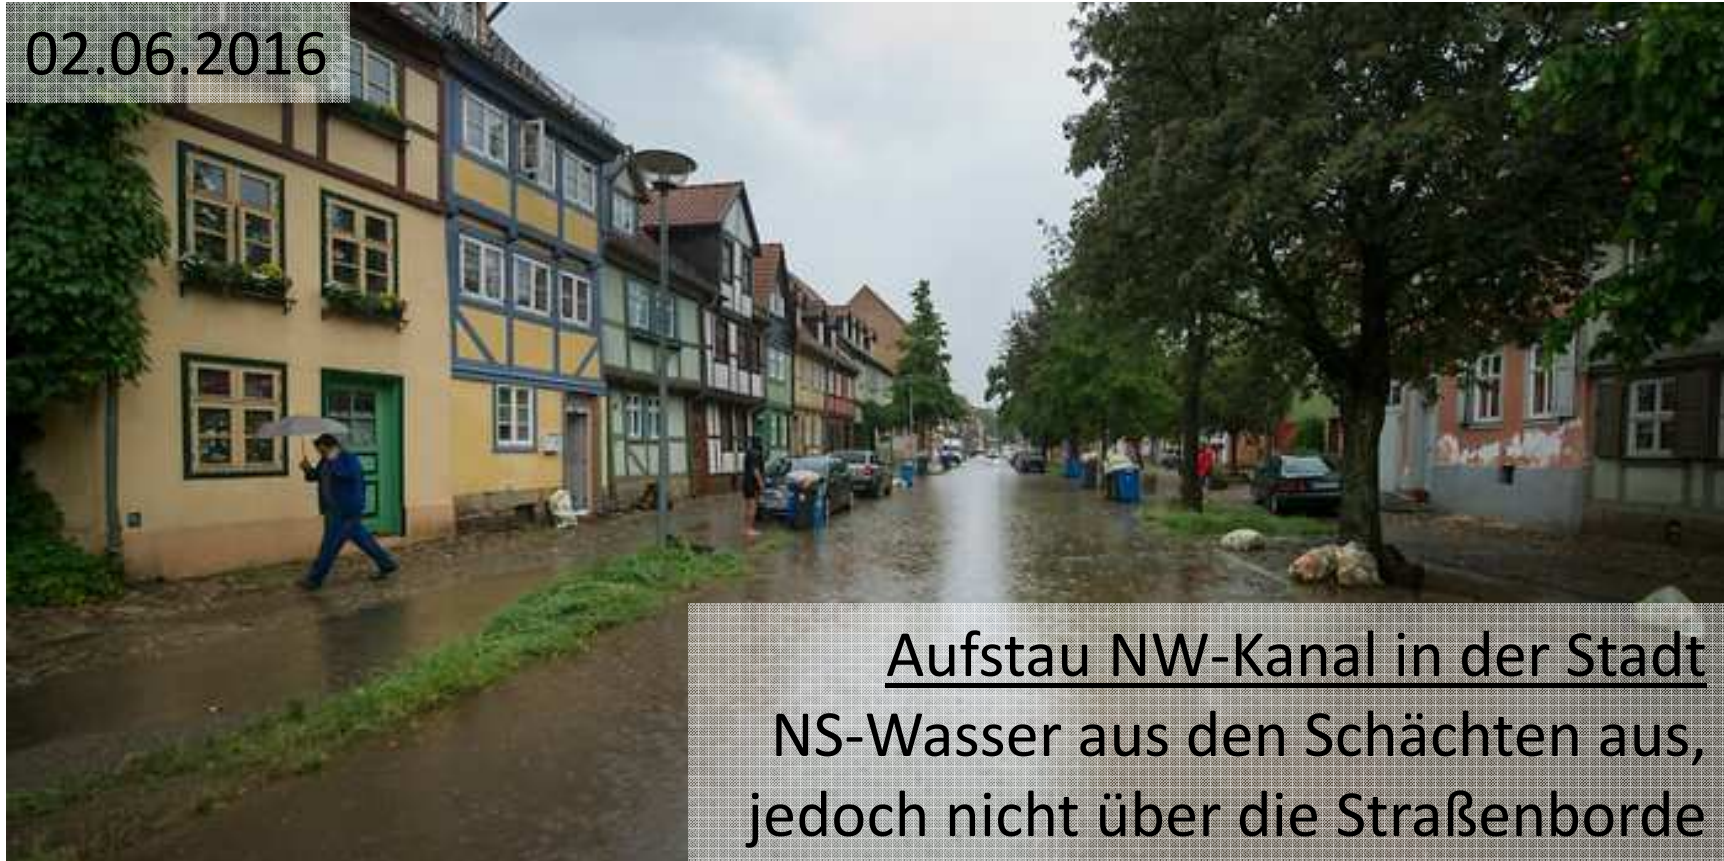 02.06.2016
Aufstau NW-Kanal in der Stadt
NS-Wasser aus den Schächten aus,
jedoch nicht über die Straßenborde